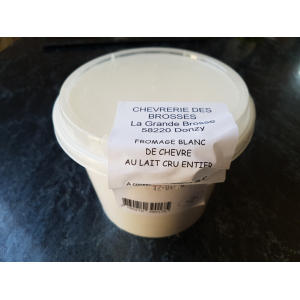 CHEVRERIE DES
BROSSES
La Grande Brosse
58220 Donzy
FROMAGE BLANC
DE CHEVRE
AU LAIT CRU ENTIER